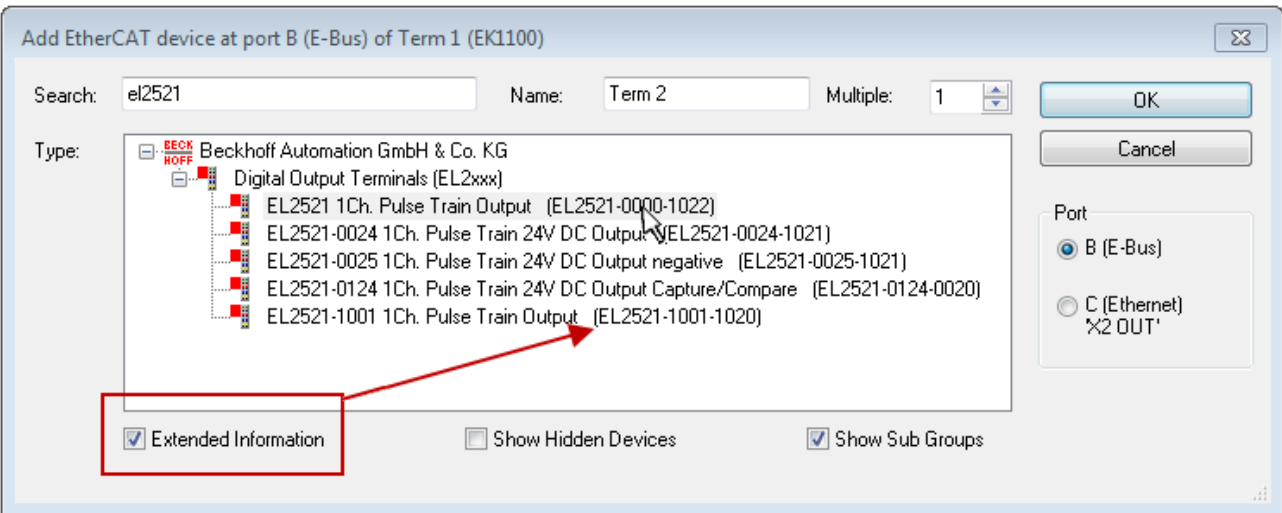 Add EtherCAT device at port B (E-Bus) of Term 1 (EK1100)
Search: el2521 Name: Term 2 Multiple: 1 OK
Type: BECK HOFF Beckhoff Automation GmbH & Co. KG Cancel
Digital Output Terminals (EL2xxx)
EL2521 1Ch. Pulse Train Output (EL2521-0000-1022)
EL2521-0024 1Ch. Pulse Train 24V DC Output (EL2521-0024-1021)
EL2521-0025 1Ch. Pulse Train 24V DC Output negative (EL2521-0025-1021)
EL2521-0124 1Ch. Pulse Train 24V DC Output Capture/Compare (EL2521-0124-0020)
EL2521-1001 1Ch. Pulse Train Output (EL2521-1001-1020)
Port
B (E-Bus)
C (Ethernet)
'X2 OUT'
Extended Information Show Hidden Devices Show Sub Groups